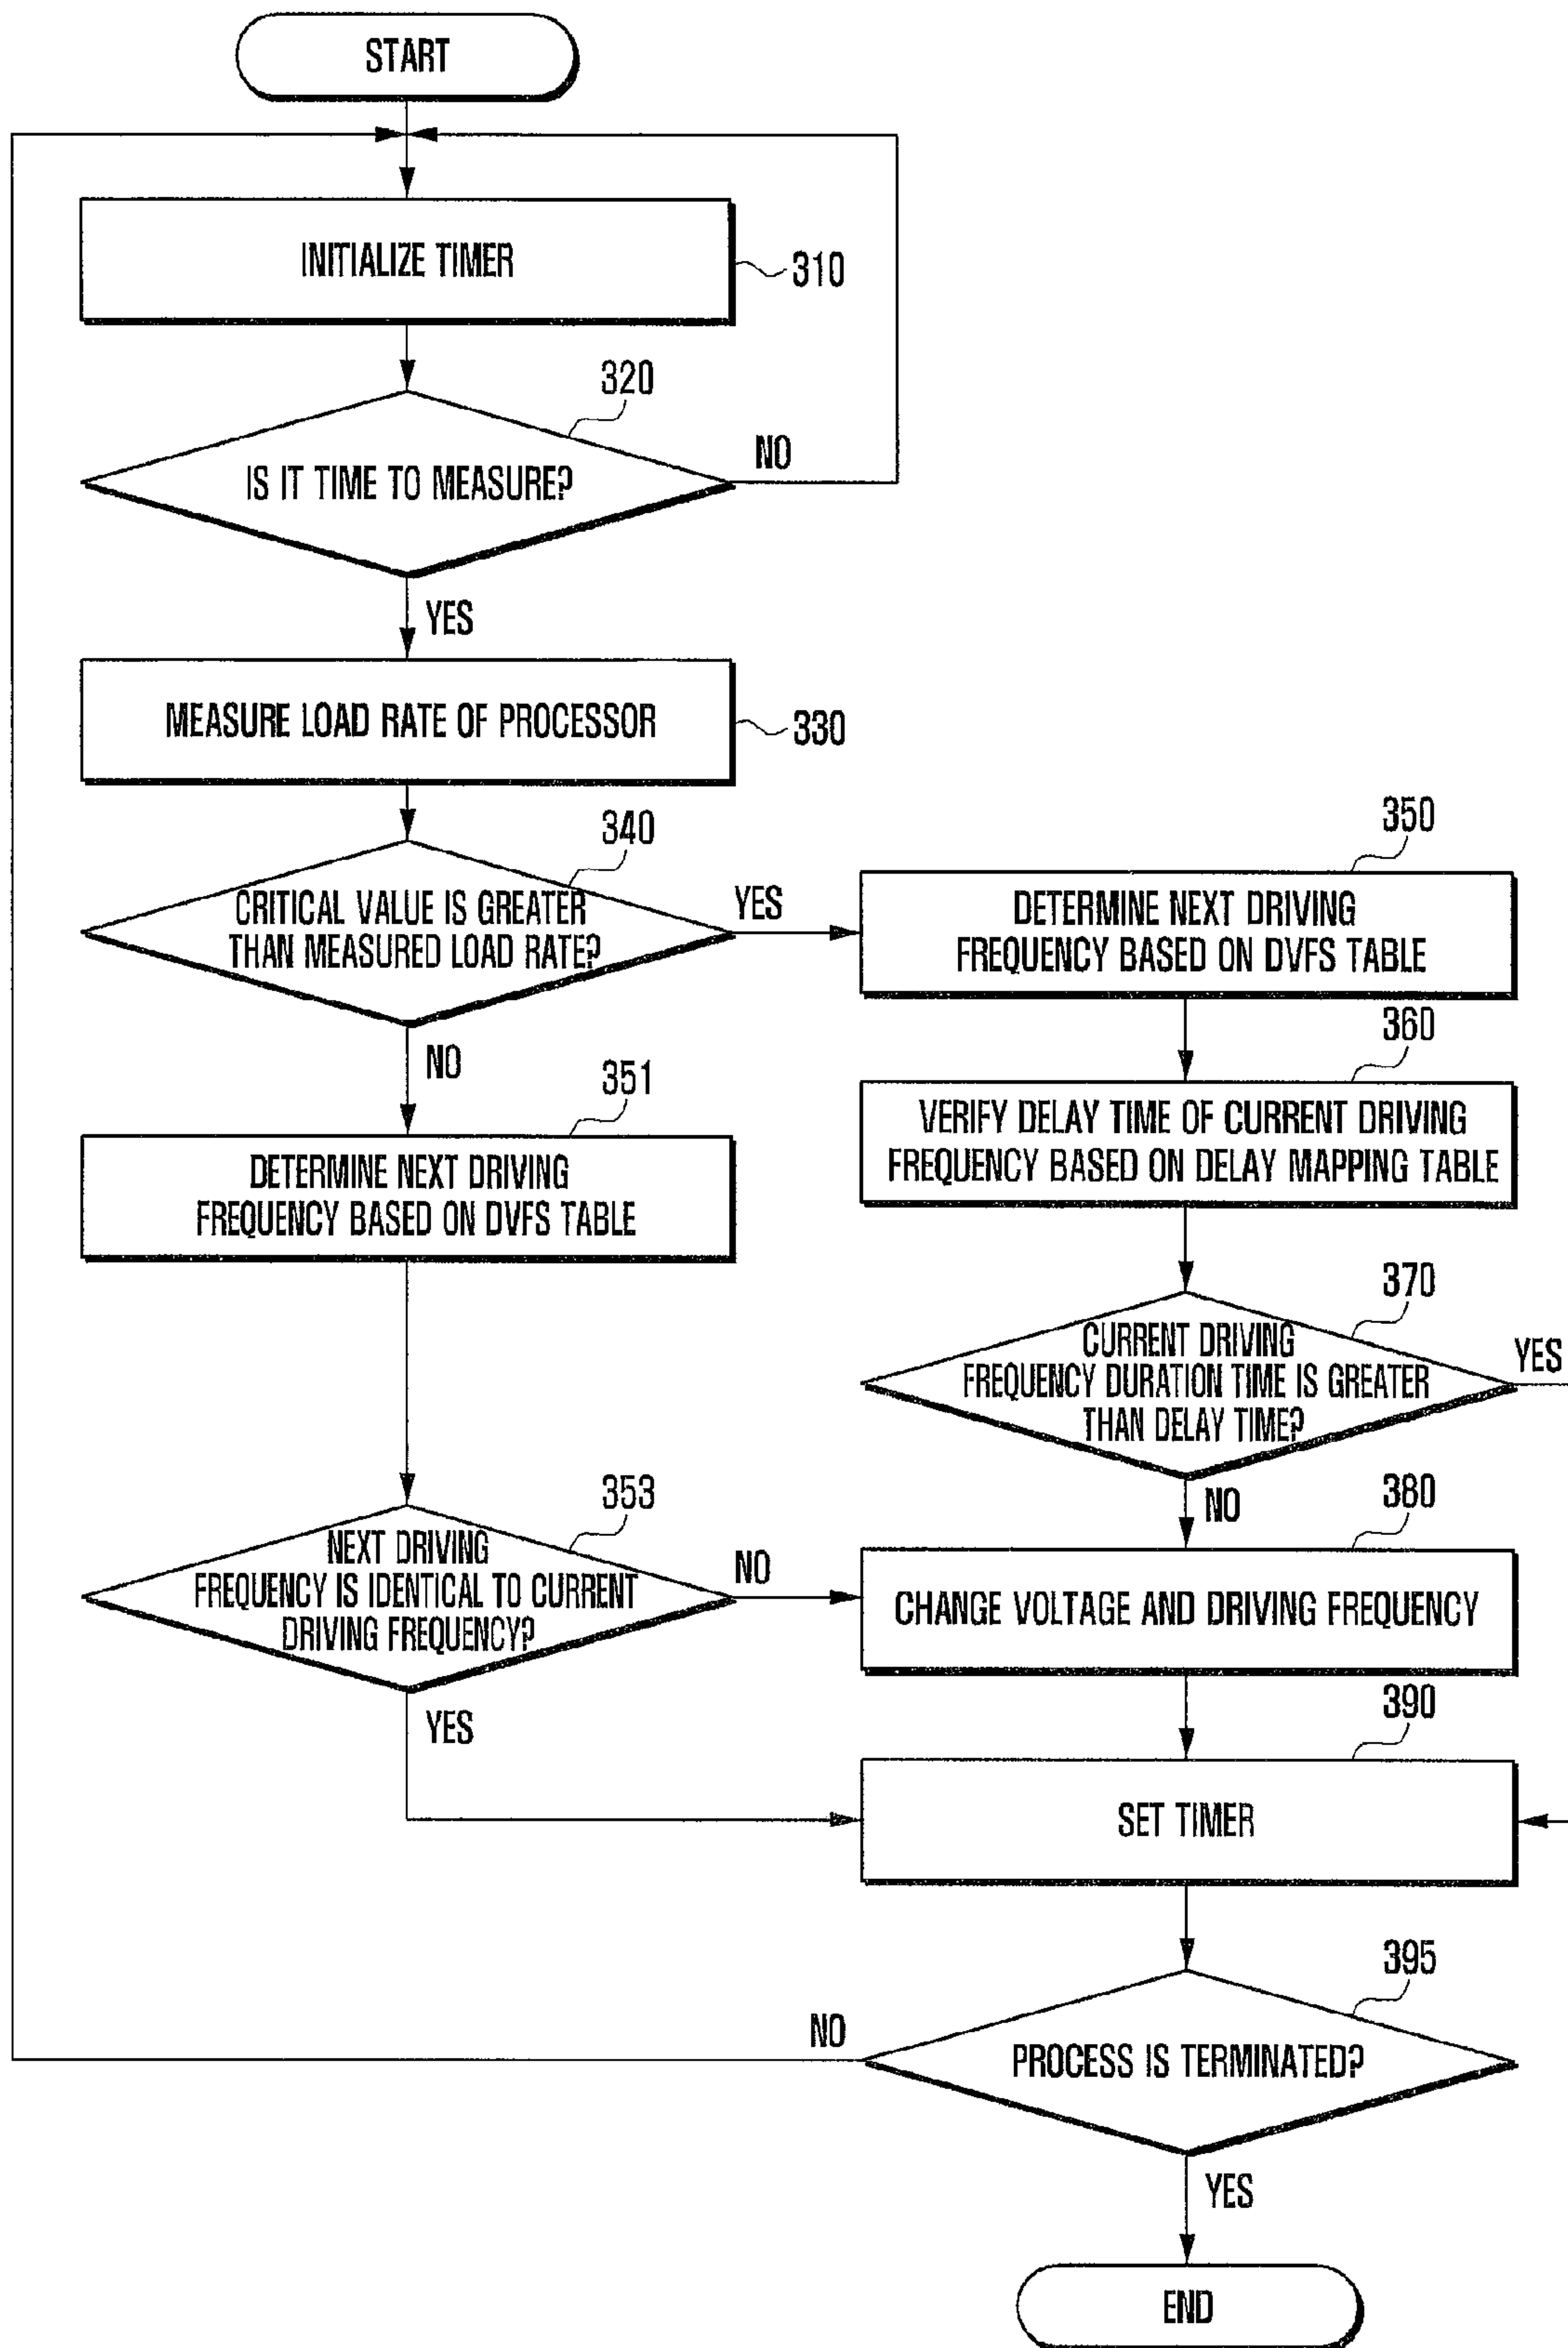 START
INITIALIZE TIMER
310
320
IS IT TIME TO MEASURE?
NO
YES
MEASURE LOAD RATE OF PROCESSOR
330
340
CRITICAL VALUE IS GREATER
THAN MEASURED LOAD RATE?
YES
NO
350
DETERMINE NEXT DRIVING
FREQUENCY BASED ON DVFS TABLE
360
VERIFY DELAY TIME OF CURRENT DRIVING
FREQUENCY BASED ON DELAY MAPPING TABLE
351
DETERMINE NEXT DRIVING
FREQUENCY BASED ON DVFS TABLE
370
CURRENT DRIVING
FREQUENCY DURATION TIME IS GREATER
THAN DELAY TIME?
YES
NO
353
NEXT DRIVING
FREQUENCY IS IDENTICAL TO CURRENT
DRIVING FREQUENCY?
NO
YES
380
CHANGE VOLTAGE AND DRIVING FREQUENCY
390
SET TIMER
395
PROCESS IS TERMINATED?
NO
YES
END